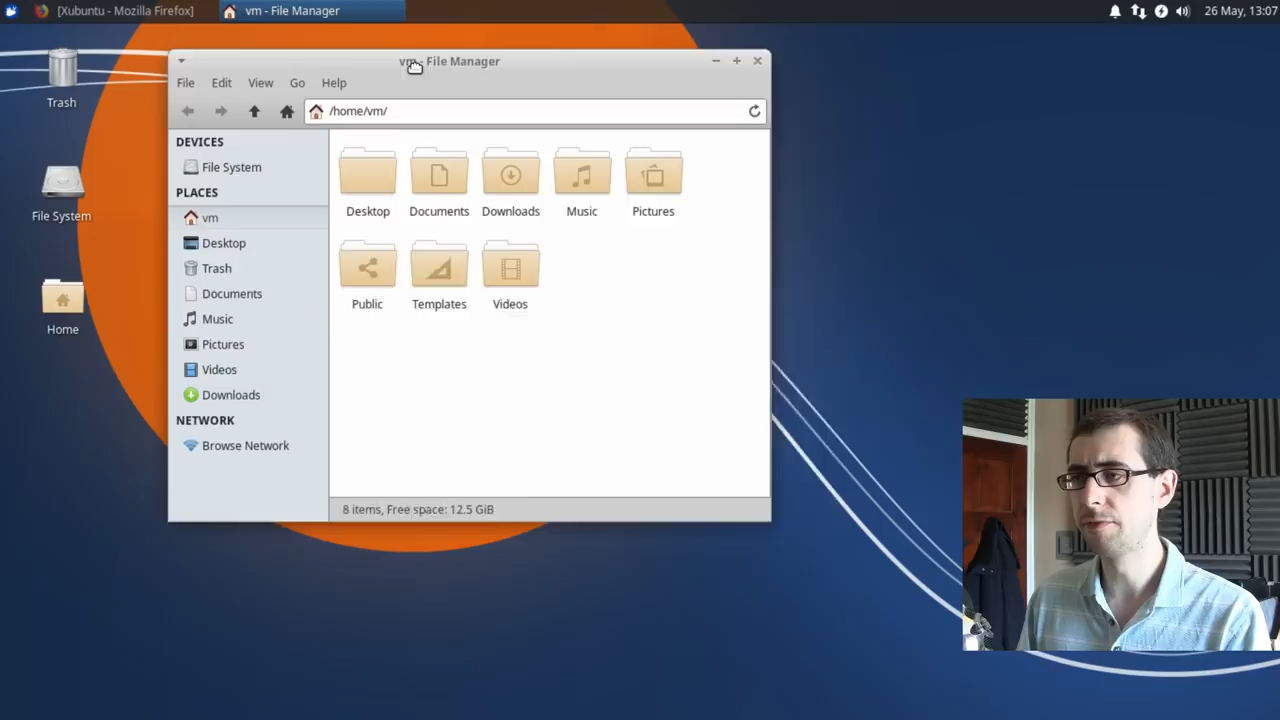 [Xubuntu - Mozilla Firefox]
vm - File Manager
26 May, 13:07
Trash
File System
Home
vm - File Manager
File Edit View Go Help
/home/vm/
DEVICES
File System
PLACES
vm
Desktop
Trash
Documents
Music
Pictures
Videos
Downloads
NETWORK
Browse Network
Desktop Documents Downloads Music Pictures
Public Templates Videos
8 items, Free space: 12.5 GiB